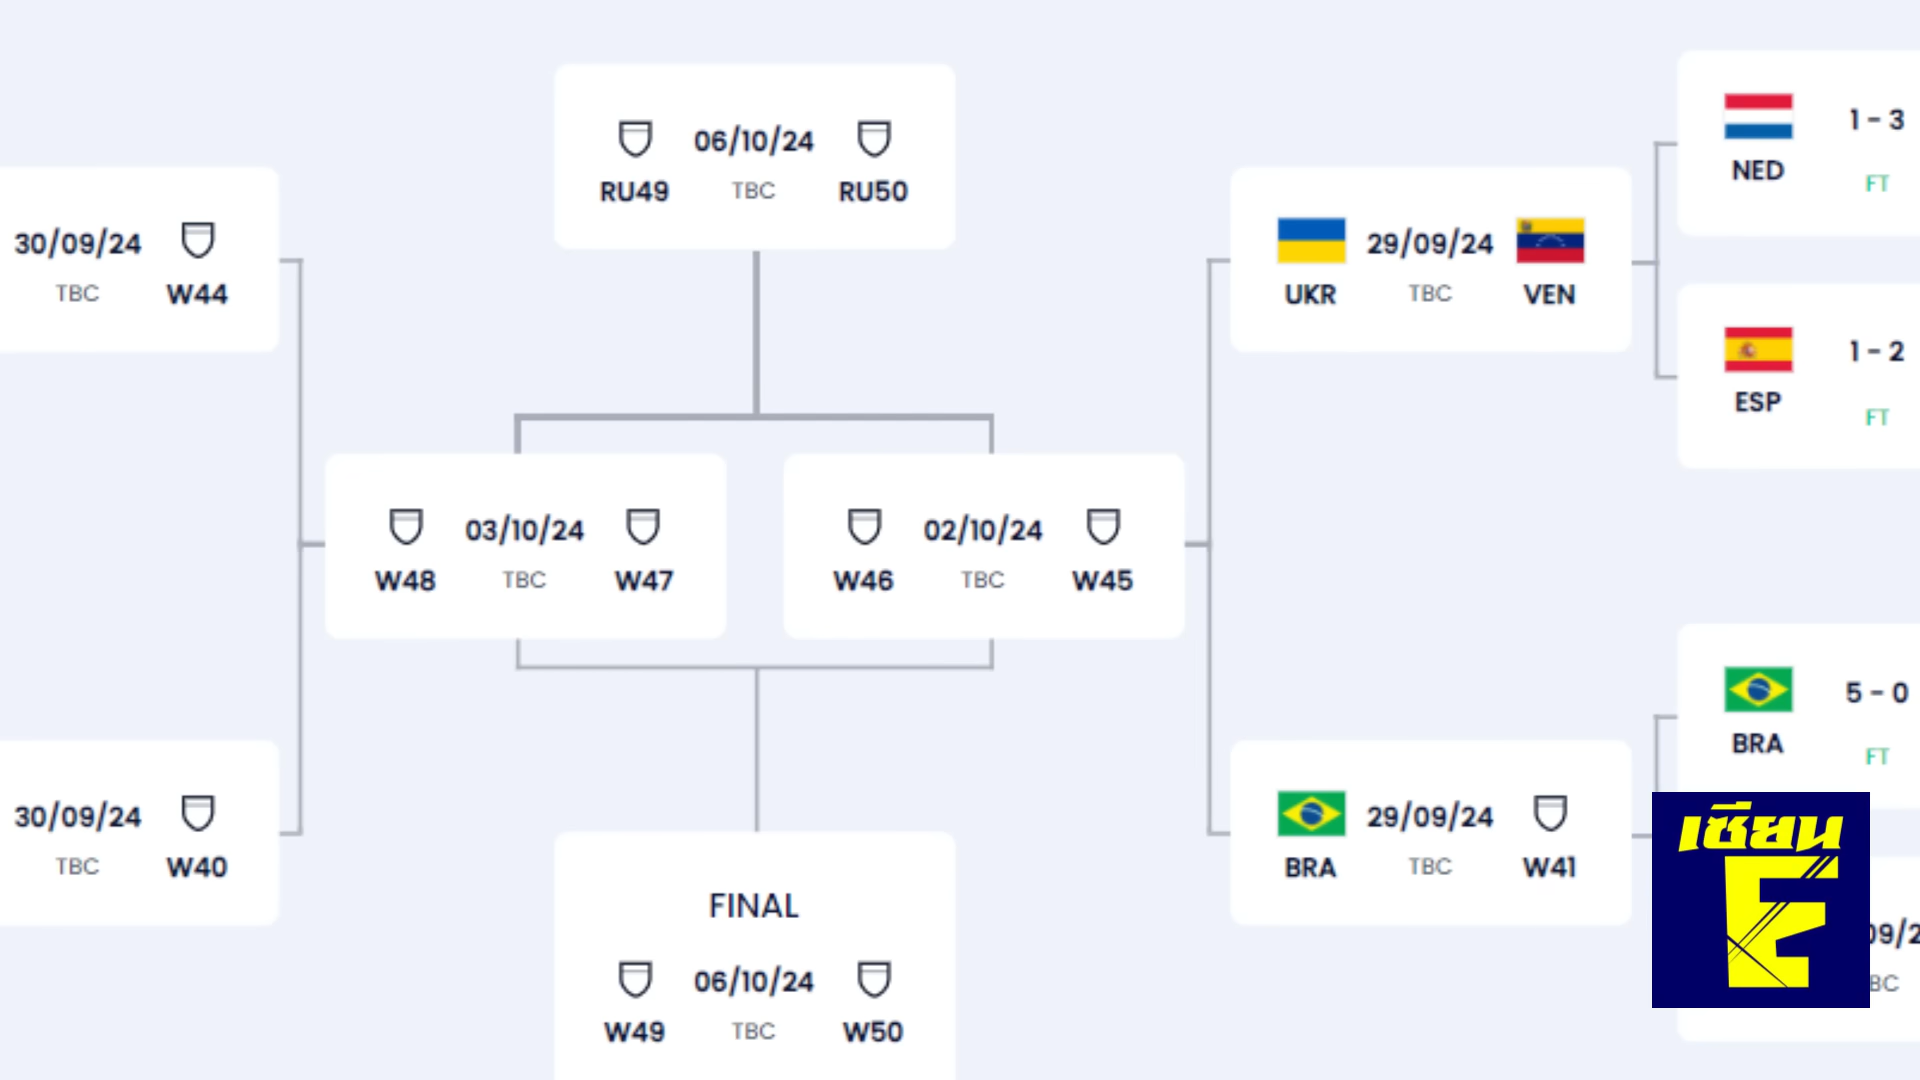 06/10/24
RU49 TBC RU50
30/09/24
TBC W44
UKR 29/09/24 VEN
TBC
NED 1 - 3
FT
ESP 1 - 2
FT
03/10/24
W48 TBC W47
02/10/24
W46 TBC W45
30/09/24
TBC W40
BRA 29/09/24 W41
TBC
BRA 5 - 0
FT
FINAL
06/10/24
W49 TBC W50
เซียน
E